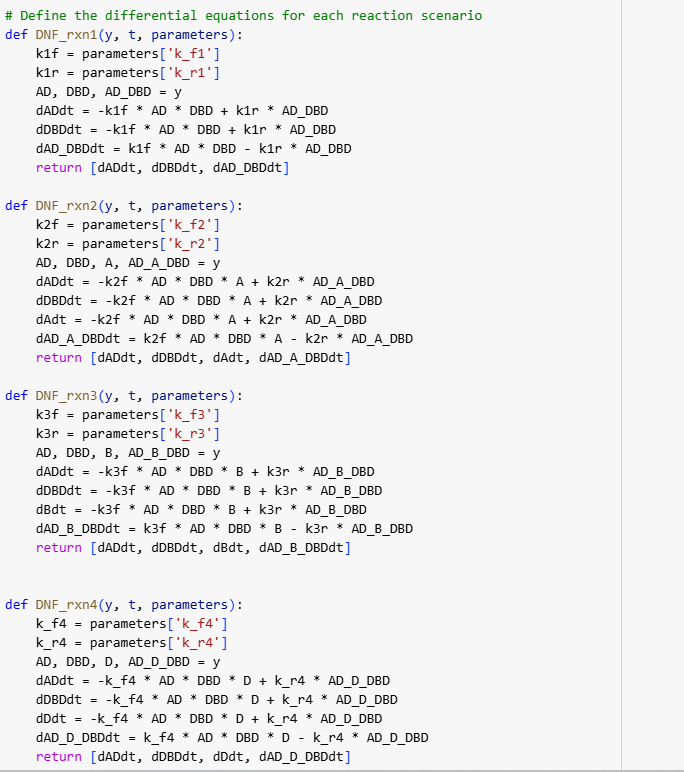 # Define the differential equations for each reaction scenario
def DNF_rxn1(y, t, parameters):
    k1f = parameters['k_f1']
    k1r = parameters['k_r1']
    AD, DBD, AD_DBD = y
    dADdt = -k1f * AD * DBD + k1r * AD_DBD
    dDBDdt = -k1f * AD * DBD + k1r * AD_DBD
    dAD_DBDdt = k1f * AD * DBD - k1r * AD_DBD
    return [dADdt, dDBDdt, dAD_DBDdt]

def DNF_rxn2(y, t, parameters):
    k2f = parameters['k_f2']
    k2r = parameters['k_r2']
    AD, DBD, A, AD_A_DBD = y
    dADdt = -k2f * AD * DBD * A + k2r * AD_A_DBD
    dDBDdt = -k2f * AD * DBD * A + k2r * AD_A_DBD
    dAdt = -k2f * AD * DBD * A + k2r * AD_A_DBD
    dAD_A_DBDdt = k2f * AD * DBD * A - k2r * AD_A_DBD
    return [dADdt, dDBDdt, dAdt, dAD_A_DBDdt]

def DNF_rxn3(y, t, parameters):
    k3f = parameters['k_f3']
    k3r = parameters['k_r3']
    AD, DBD, B, AD_B_DBD = y
    dADdt = -k3f * AD * DBD * B + k3r * AD_B_DBD
    dDBDdt = -k3f * AD * DBD * B + k3r * AD_B_DBD
    dBdt = -k3f * AD * DBD * B + k3r * AD_B_DBD
    dAD_B_DBDdt = k3f * AD * DBD * B - k3r * AD_B_DBD
    return [dADdt, dDBDdt, dBdt, dAD_B_DBDdt]


def DNF_rxn4(y, t, parameters):
    k_f4 = parameters['k_f4']
    k_r4 = parameters['k_r4']
    AD, DBD, D, AD_D_DBD = y
    dADdt = -k_f4 * AD * DBD * D + k_r4 * AD_D_DBD
    dDBDdt = -k_f4 * AD * DBD * D + k_r4 * AD_D_DBD
    dDdt = -k_f4 * AD * DBD * D + k_r4 * AD_D_DBD
    dAD_D_DBDdt = k_f4 * AD * DBD * D - k_r4 * AD_D_DBD
    return [dADdt, dDBDdt, dDdt, dAD_D_DBDdt]